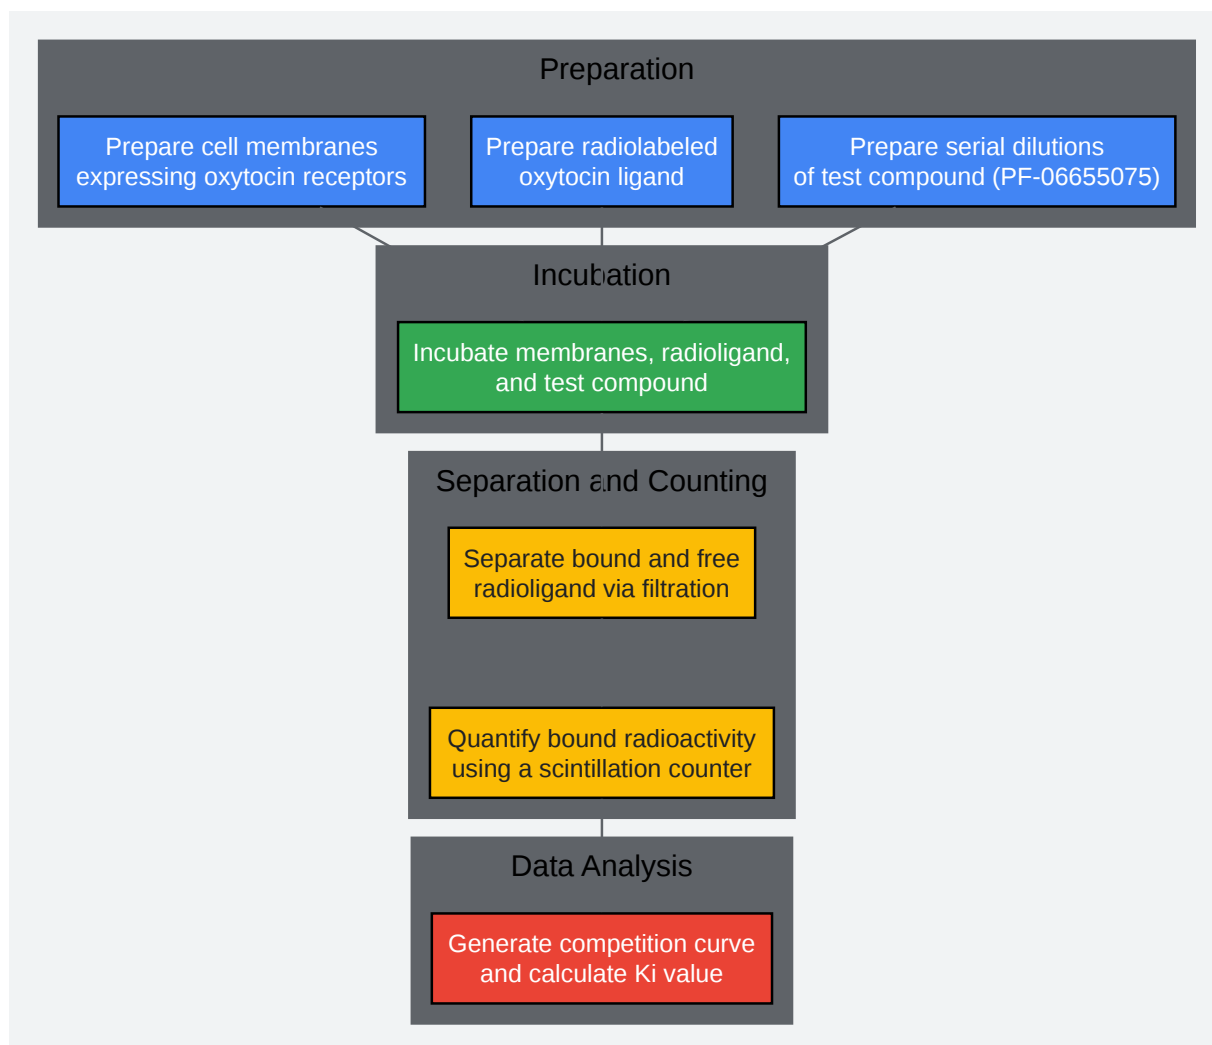 Preparation
Prepare cell membranes
expressing oxytocin receptors
Prepare radiolabeled
oxytocin ligand
Prepare serial dilutions
of test compound (PF-06655075)
Incubation
Incubate membranes, radioligand,
and test compound
Separation and Counting
Separate bound and free
radioligand via filtration
Quantify bound radioactivity
using a scintillation counter
Data Analysis
Generate competition curve
and calculate Ki value